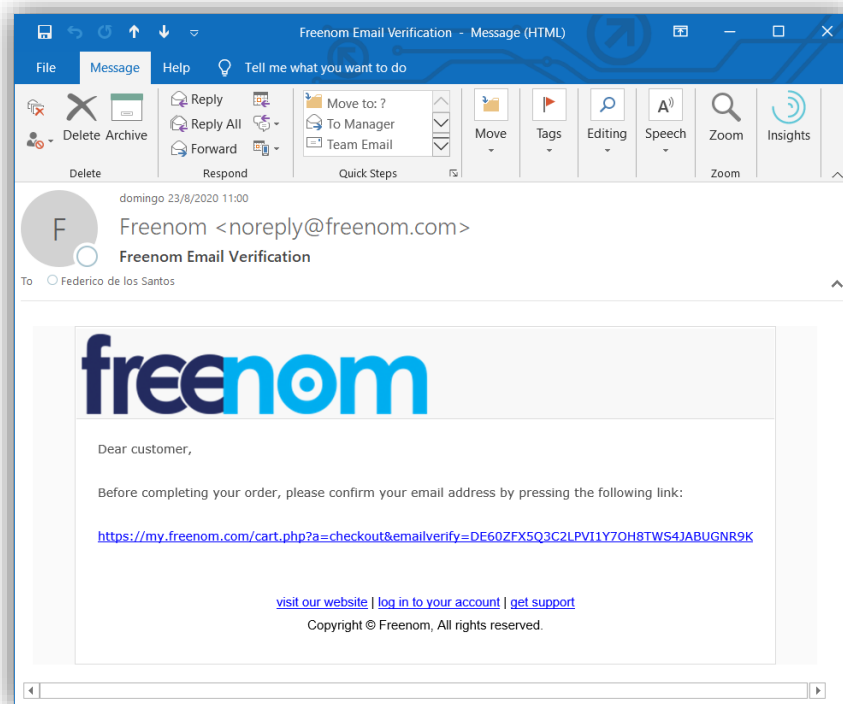 Freenom Email Verification - Message (HTML)
File Message Help Tell me what you want to do
Delete Archive
Reply
Reply All
Forward
Move to: ?
To Manager
Team Email
Move
Tags
Editing
Speech
Zoom
Insights
Delete Respond Quick Steps Zoom
domingo 23/8/2020 11:00
F
Freenom <noreply@freenom.com>
Freenom Email Verification
To Federico de los Santos
freenom
Dear customer,
Before completing your order, please confirm your email address by pressing the following link:
https://my.freenom.com/cart.php?a=checkout&emailverify=DE60ZFX5Q3C2LPVI1Y7OH8TWS4JABUGNR9K
visit our website | log in to your account | get support
Copyright © Freenom, All rights reserved.